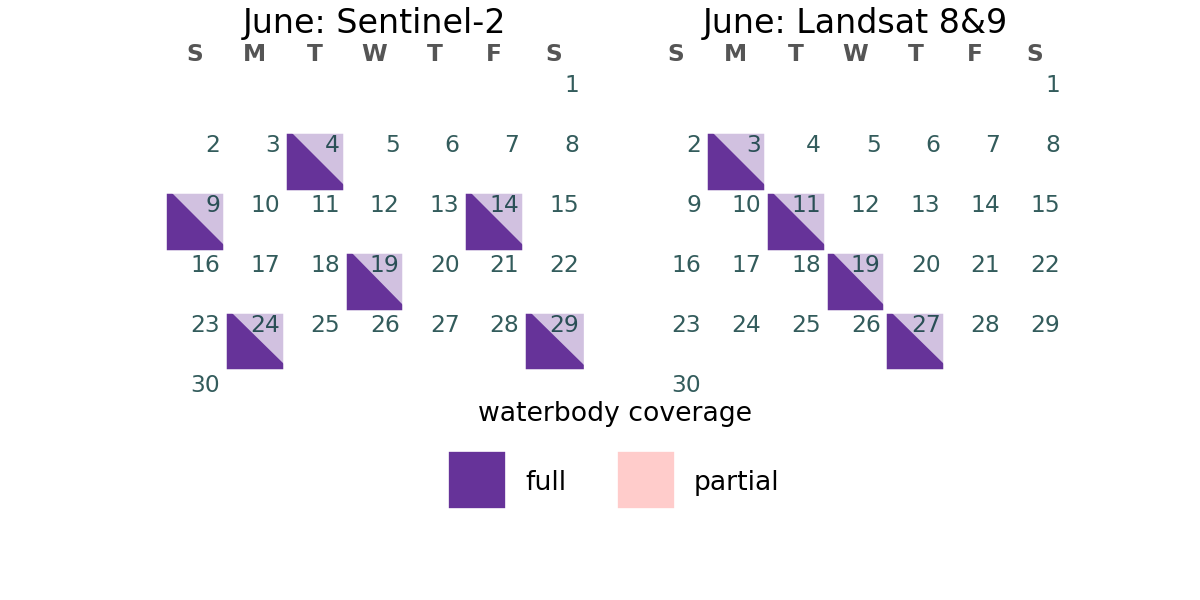 June: Sentinel-2
S M T W T F S
1
2 3 4 5 6 7 8
9 10 11 12 13 14 15
16 17 18 19 20 21 22
23 24 25 26 27 28 29
30
June: Landsat 8&9
S M T W T F S
1
2 3 4 5 6 7 8
9 10 11 12 13 14 15
16 17 18 19 20 21 22
23 24 25 26 27 28 29
30
waterbody coverage
full
partial